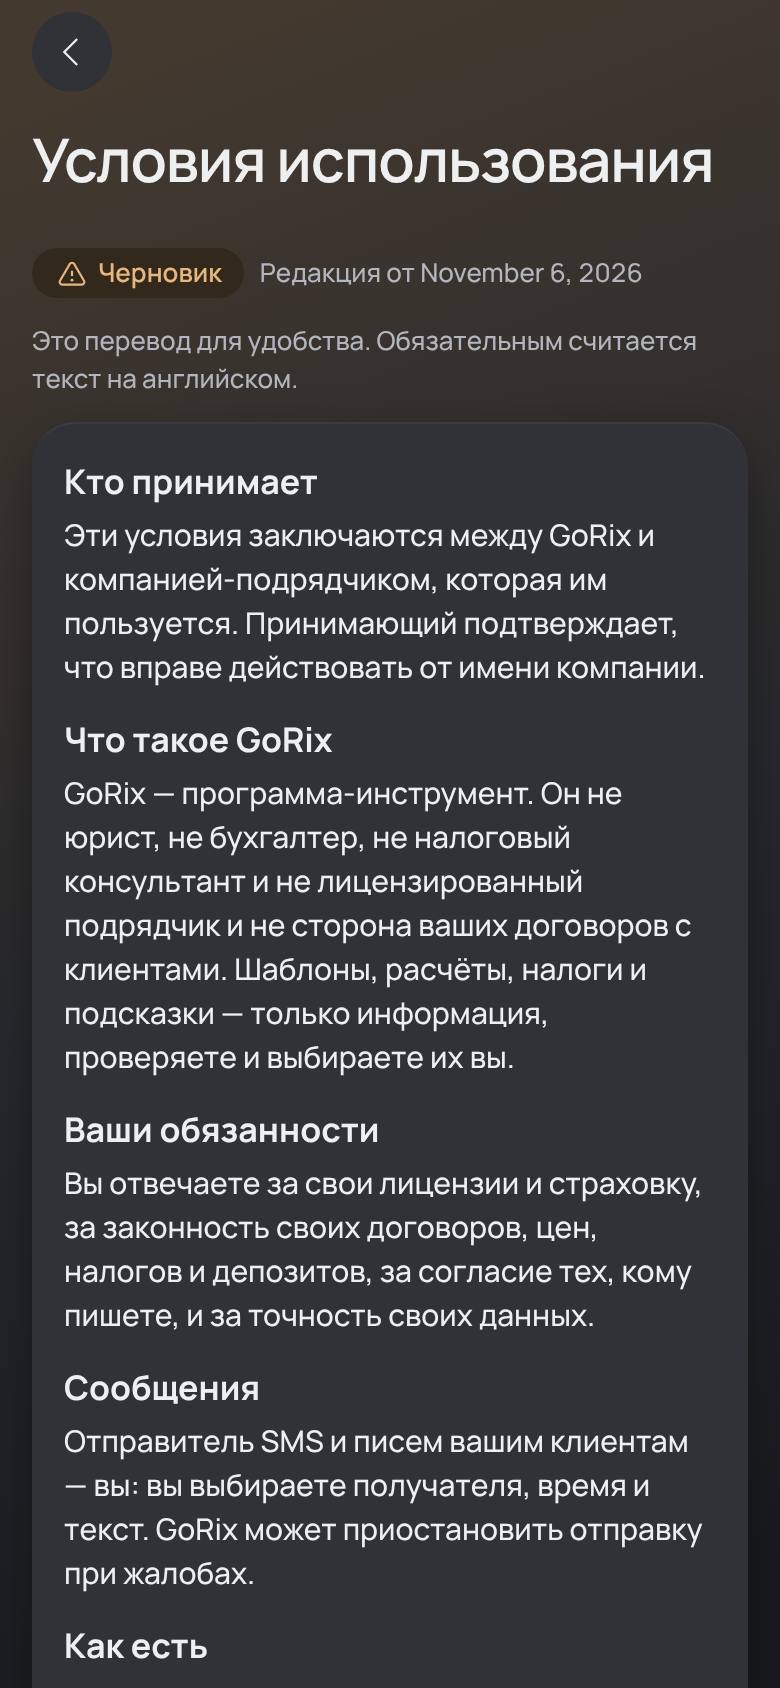 Условия использования
Черновик
Редакция от November 6, 2026
Это перевод для удобства. Обязательным считается
текст на английском.
Кто принимает
Эти условия заключаются между GoRix и
компанией-подрядчиком, которая им
пользуется. Принимающий подтверждает,
что вправе действовать от имени компании.
Что такое GoRix
GoRix — программа-инструмент. Он не
юрист, не бухгалтер, не налоговый
консультант и не лицензированный
подрядчик и не сторона ваших договоров с
клиентами. Шаблоны, расчёты, налоги и
подсказки — только информация,
проверяете и выбираете их вы.
Ваши обязанности
Вы отвечаете за свои лицензии и страховку,
за законность своих договоров, цен,
налогов и депозитов, за согласие тех, кому
пишете, и за точность своих данных.
Сообщения
Отправитель SMS и писем вашим клиентам
— вы: вы выбираете получателя, время и
текст. GoRix может приостановить отправку
при жалобах.
Как есть